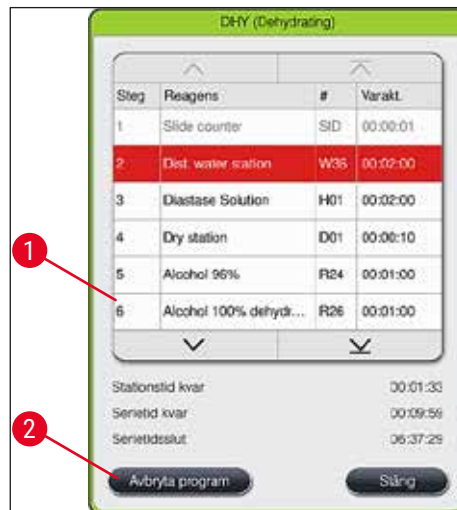 DHY (Dehydrating)
Steg Reagens # Varakt.
1 Slide counter SID 00:00:01
2 Dist. water station W36 00:02:00
3 Diastase Solution H01 00:02:00
4 Dry station D01 00:00:10
5 Alcohol 96% R24 00:01:00
1
6 Alcohol 100% dehydr... R26 00:01:00
Stationstid kvar 00:01:33
Serietid kvar 00:09:59
2
Serietidsslut 06:37:29
Avbryta program Stäng